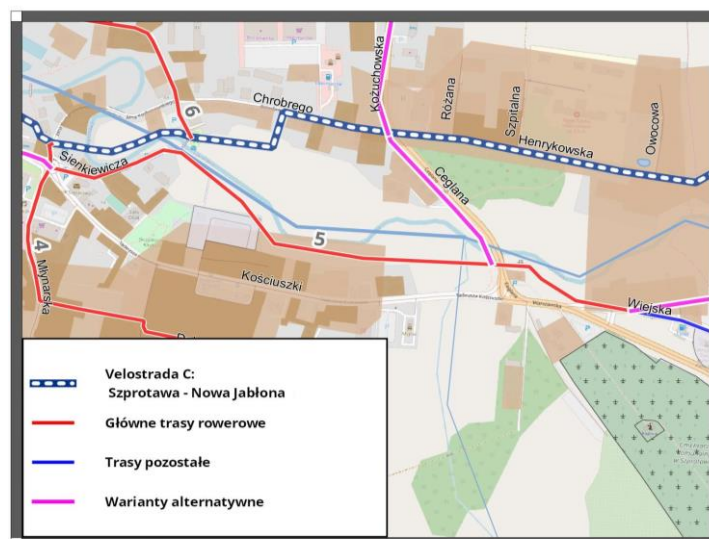 Kożuchowska
Chrobrego
6
Różana
Szpitalna
Henrykowska
Owocowa
Sienkiewicza
Ceglana
5
4
Młynarska
Kościuszki
Wiejska
Velostrada C:
Szprotawa - Nowa Jabłona
Główne trasy rowerowe
Trasy pozostałe
Warianty alternatywne